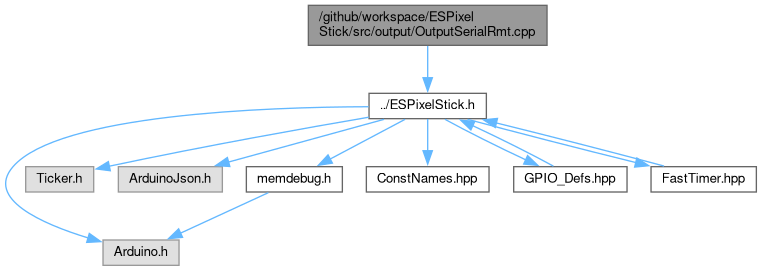 /github/workspace/ESPixel
Stick/src/output/OutputSerialRmt.cpp
../ESPixelStick.h
Ticker.h
ArduinoJson.h
memdebug.h
ConstNames.hpp
GPIO_Defs.hpp
FastTimer.hpp
Arduino.h